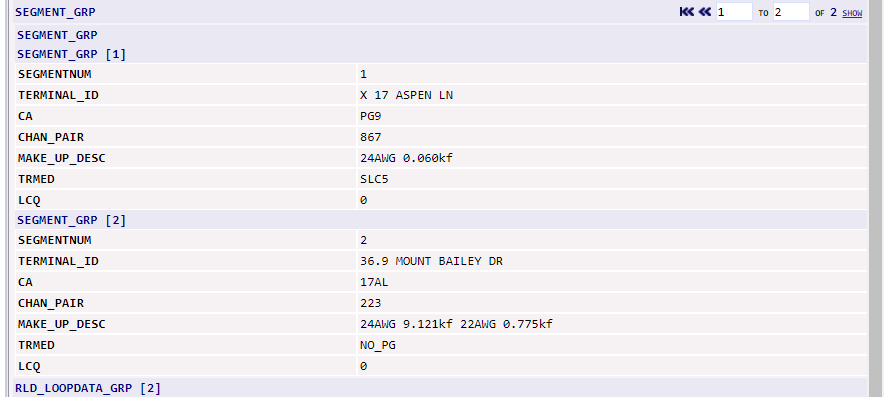 SEGMENT_GRP 1 TO 2 OF 2 SHOW
SEGMENT_GRP
SEGMENT_GRP [1]
SEGMENTNUM 1
TERMINAL_ID X 17 ASPEN LN
CA PG9
CHAN_PAIR 867
MAKE_UP_DESC 24AWG 0.060kf
TRMED SLC5
LCQ 0
SEGMENT_GRP [2]
SEGMENTNUM 2
TERMINAL_ID 36.9 MOUNT BAILEY DR
CA 17AL
CHAN_PAIR 223
MAKE_UP_DESC 24AWG 9.121kf 22AWG 0.775kf
TRMED NO_PG
LCQ 0
RLD_LOOPDATA_GRP [2]